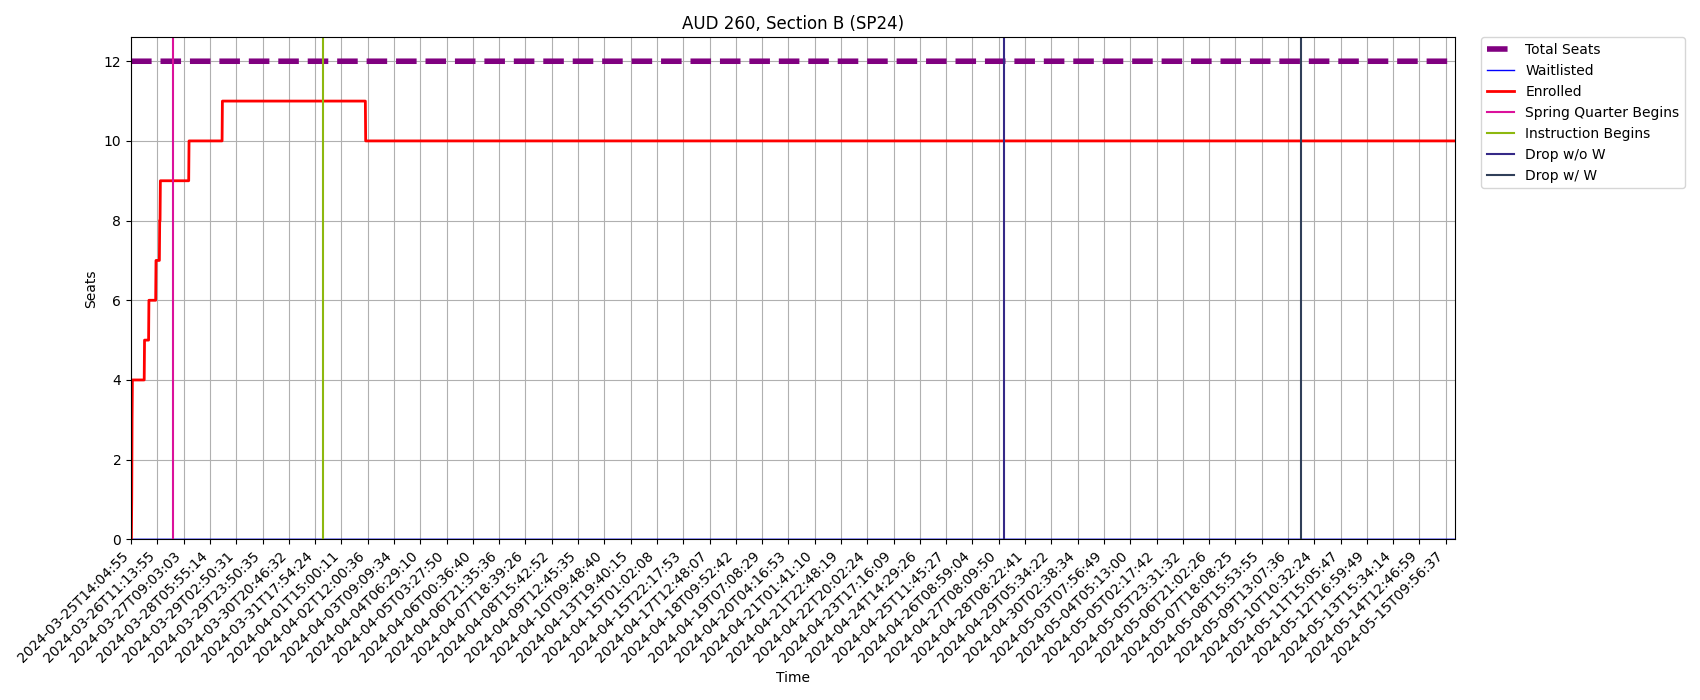 AUD 260, Section B (SP24)
Total Seats
Waitlisted
Enrolled
Spring Quarter Begins
Instruction Begins
Drop w/o W
Drop w/ W
Seats
12
10
8
6
4
2
0
2024-03-25T14:04:55
2024-03-26T11:13:55
2024-03-27T09:03:03
2024-03-28T05:55:14
2024-03-29T02:50:31
2024-03-29T23:50:35
2024-03-30T20:46:32
2024-03-31T17:54:24
2024-04-01T15:00:11
2024-04-02T12:00:36
2024-04-03T09:09:34
2024-04-04T06:29:10
2024-04-05T03:27:50
2024-04-06T00:36:40
2024-04-06T21:35:36
2024-04-07T18:39:26
2024-04-08T15:42:52
2024-04-09T12:45:35
2024-04-10T09:48:40
2024-04-13T19:40:15
2024-04-15T01:02:08
2024-04-15T22:17:53
2024-04-17T12:48:07
2024-04-18T09:52:42
2024-04-19T07:08:29
2024-04-20T04:16:53
2024-04-21T01:41:10
2024-04-21T22:48:19
2024-04-22T20:02:24
2024-04-23T17:16:09
2024-04-24T14:29:26
2024-04-25T11:45:27
2024-04-26T08:59:04
2024-04-27T08:09:50
2024-04-28T08:22:41
2024-04-29T05:34:22
2024-04-30T02:38:34
2024-05-03T07:56:49
2024-05-04T05:13:00
2024-05-05T02:17:42
2024-05-05T23:31:32
2024-05-06T21:02:26
2024-05-07T18:08:25
2024-05-08T15:53:55
2024-05-09T13:07:36
2024-05-10T10:32:24
2024-05-11T15:05:47
2024-05-12T16:59:49
2024-05-13T15:34:14
2024-05-14T12:46:59
2024-05-15T09:56:37
Time